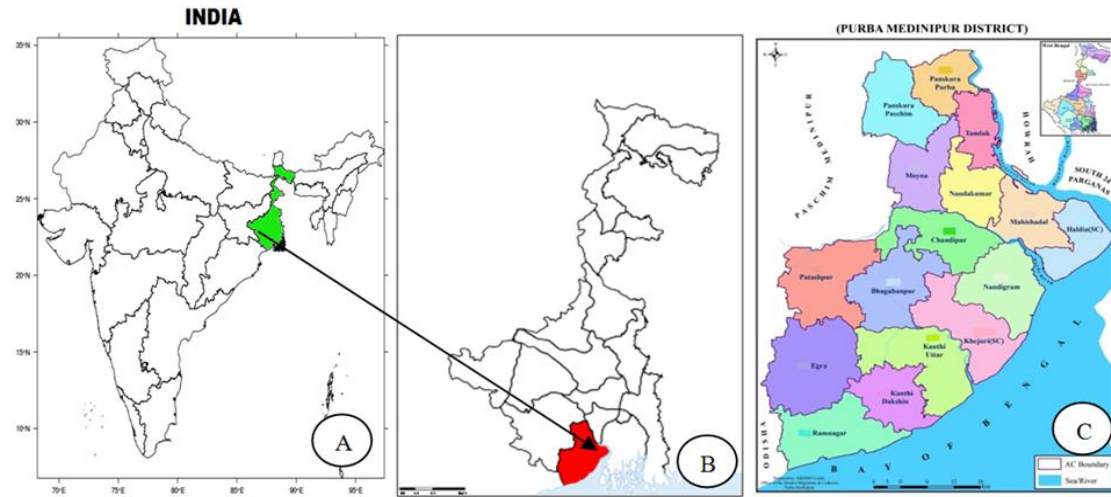 INDIA
35°N
30°N
25°N
20°N
15°N
10°N
70°E
75°E
80°E
85°E
90°E
95°E
A
B
(PURBA MEDINIPUR DISTRICT)
West Bengal
Panskura
Purba
Panskura
Paschim
Tamluk
HOWRAH
PASCHIM MEDINIPUR
Moyna
Nandakumar
SOUTH 24
PARGANAS
Mahishadal
Haldia(SC)
Chandipur
Patashpur
Bhagabanpur
Nandigram
Khejuri(SC)
Kanthi
Uttar
Egra
Kanthi
Dakshin
Ramnagar
ODISHA
BAY OF BENGAL
C
AC Boundary
Sea/River